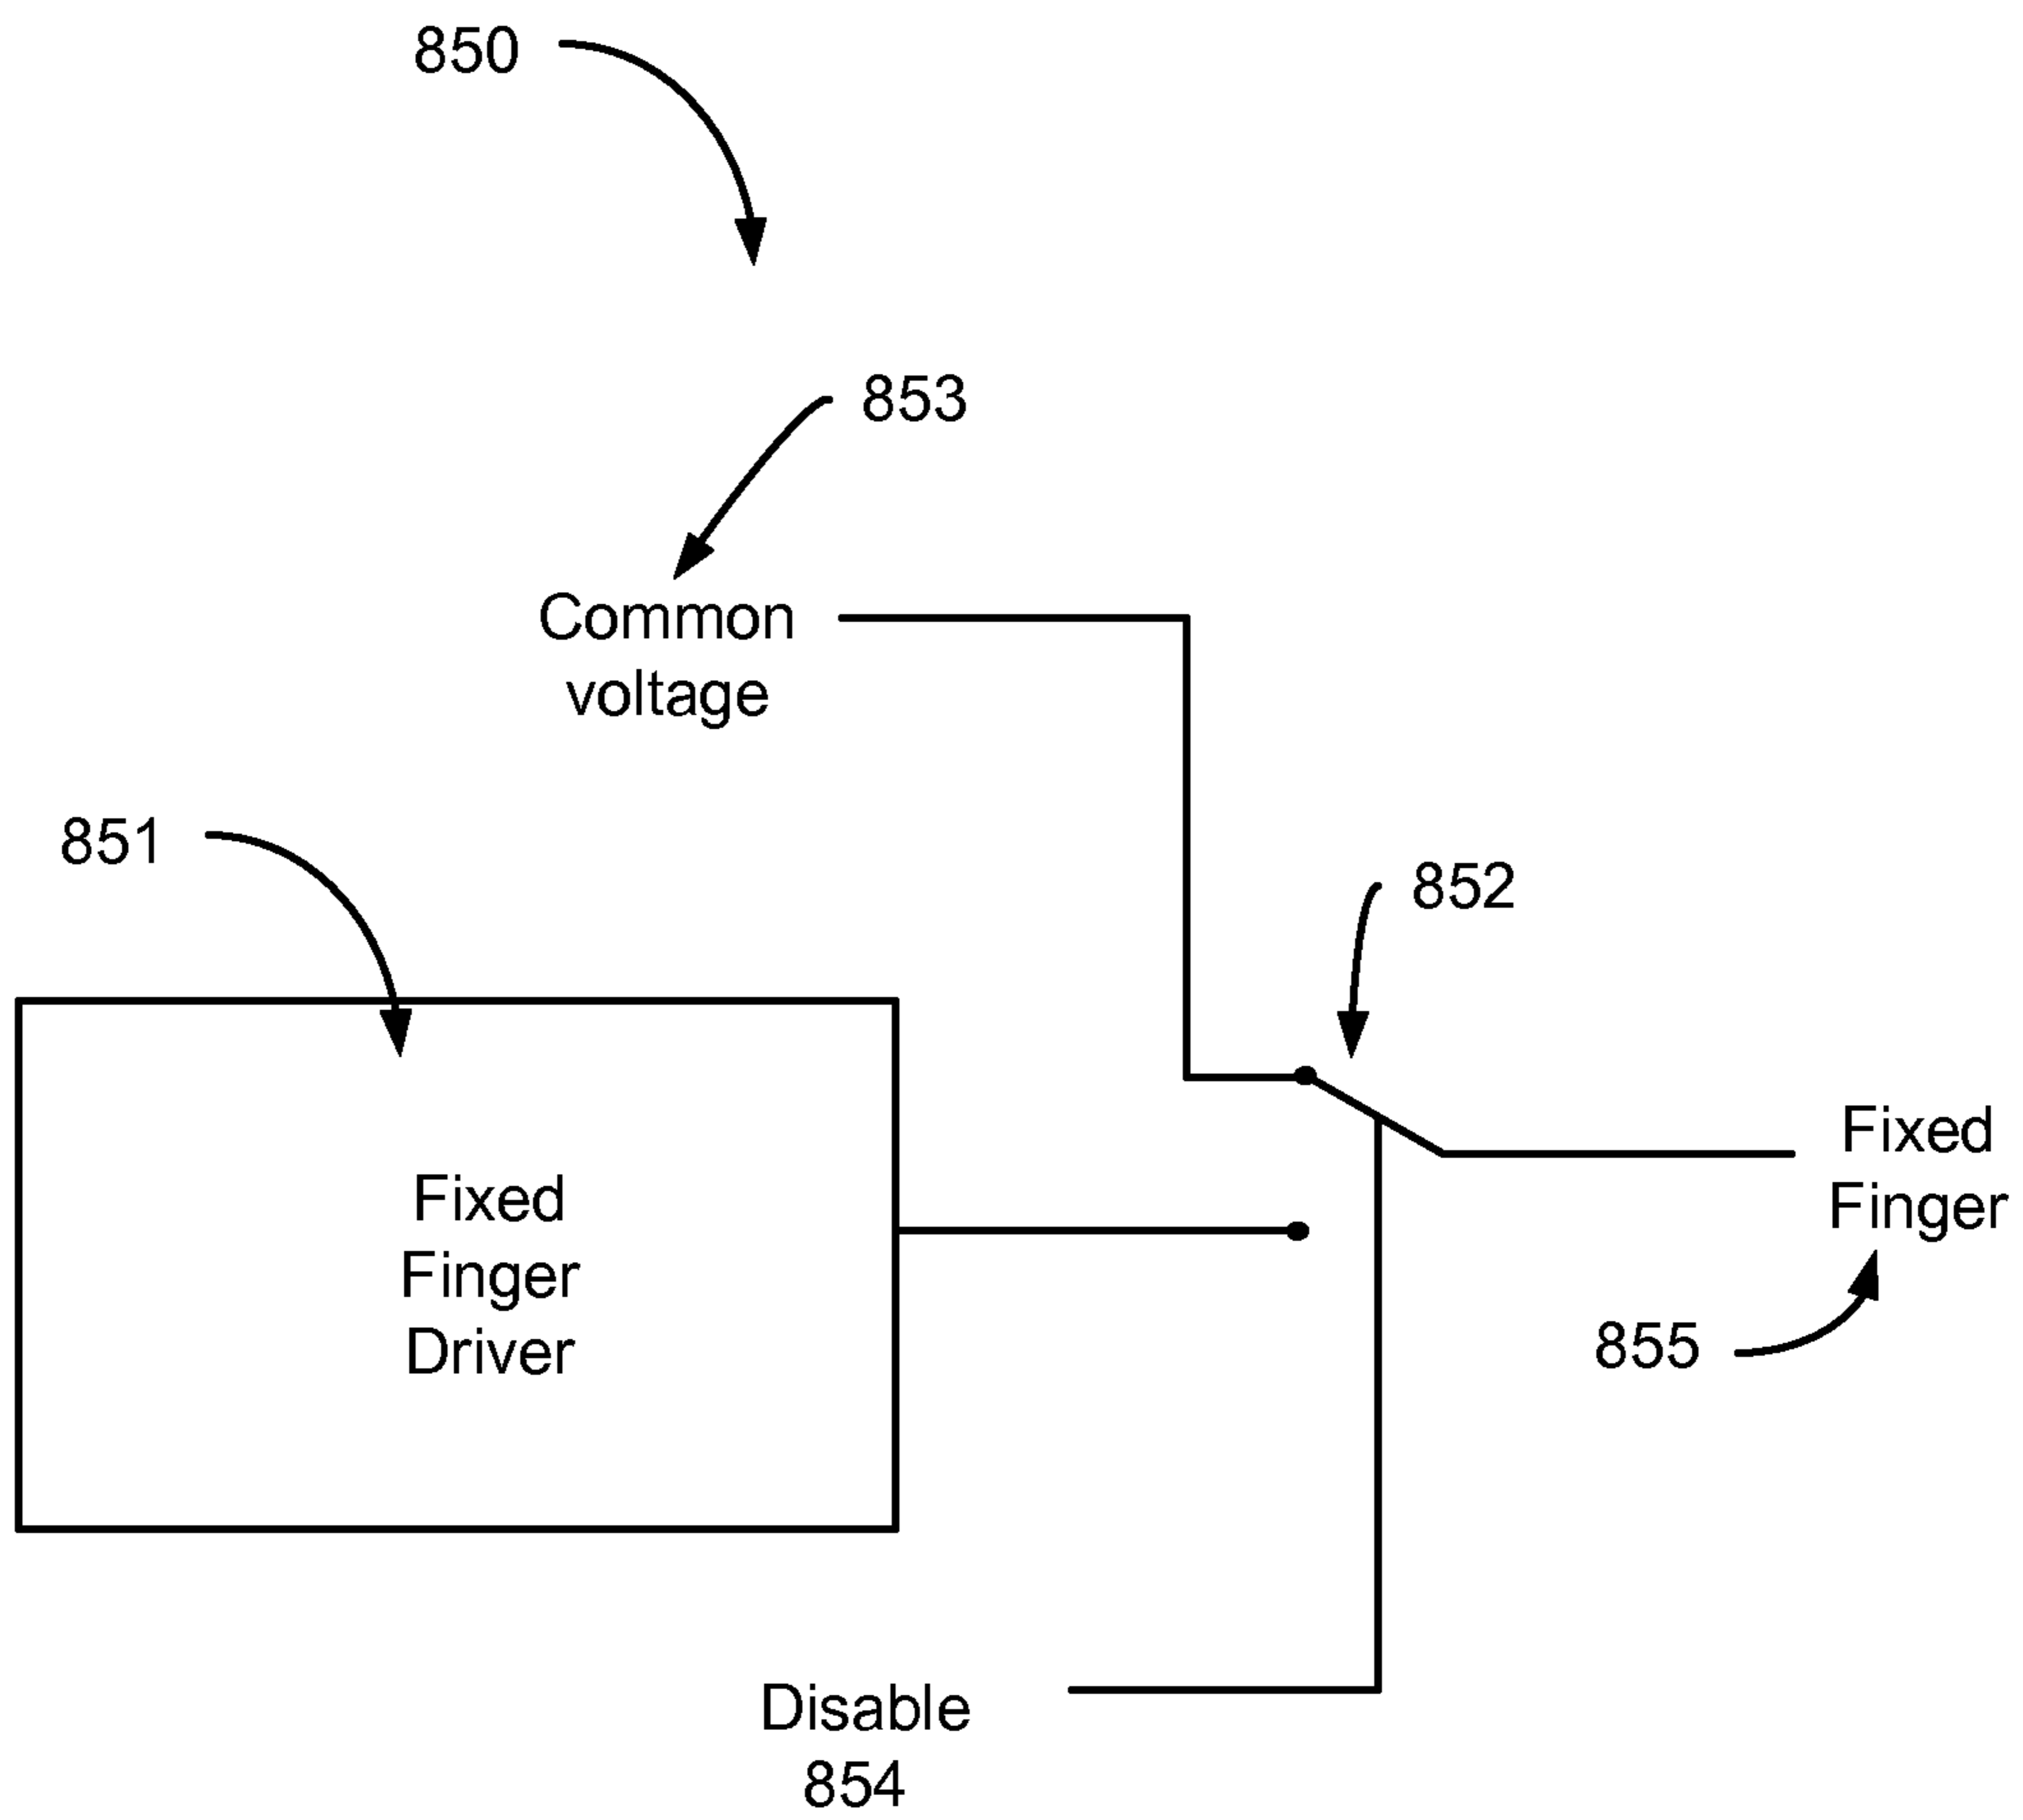 850
853
Common
voltage
851
852
Fixed
Finger
Driver
Fixed
Finger
855
Disable
854